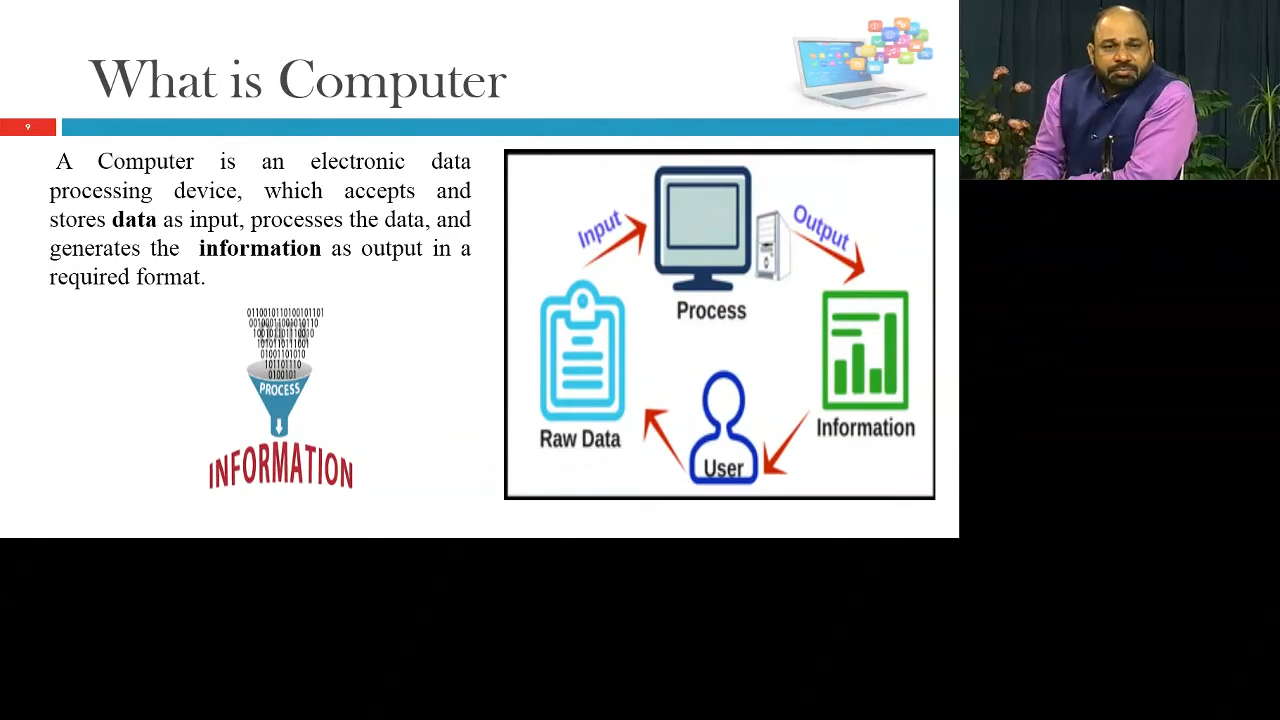 What is Computer
9
A Computer is an electronic data
processing device, which accepts and
stores data as input, processes the data, and
generates the information as output in a
required format.
0110010110100101101
PROCESS
INFORMATION
Input
Output
Process
Raw Data
Information
User